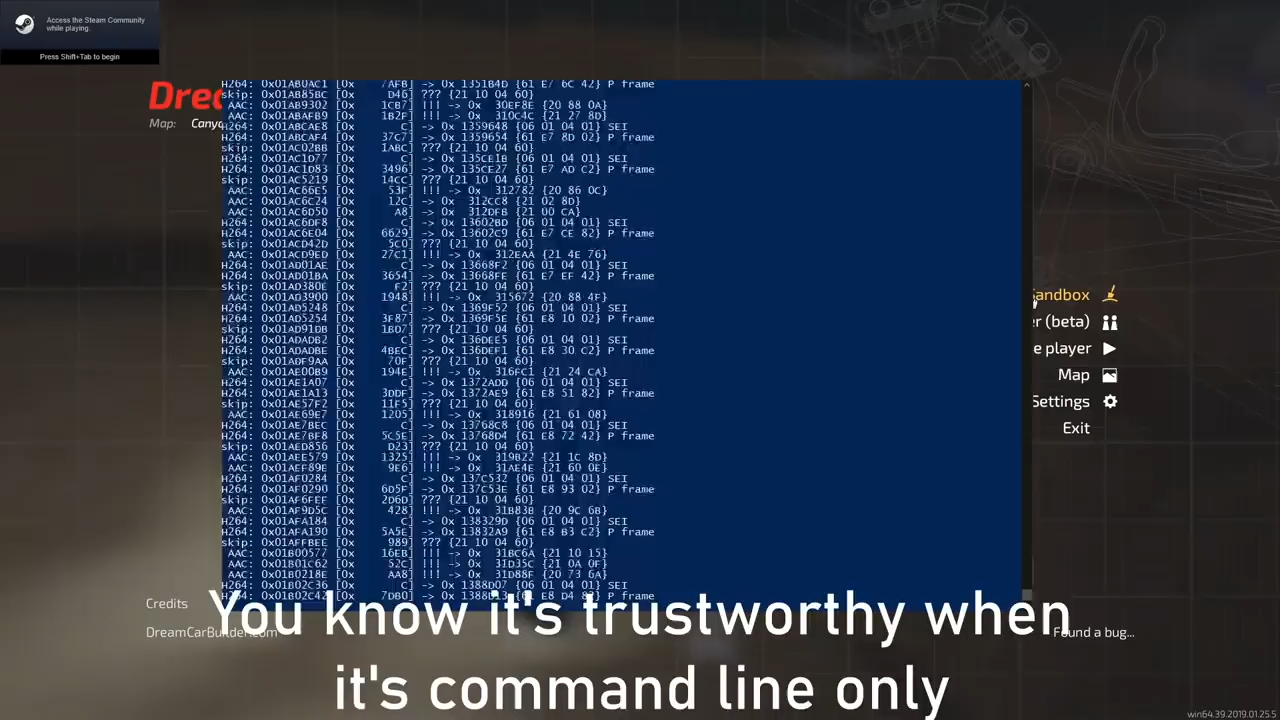 Access the Steam Community
while playing.
Press Shift+Tab to begin
Map:
H264: 0x01AB0AC1 [0x 7AFB] -> 0x 1351B4D {61 E7 6C 42} P frame
skip: 0x01AB85BC [0x D46] ??? {21 10 04 60}
AAC: 0x01AB9302 [0x 1CB7] !!! -> 0x 30EF8E {20 88 0A}
AAC: 0x01ABAFB9 [0x 1B2F] !!! -> 0x 310C4C {21 27 8D}
H264: 0x01ABCAE8 [0x C] -> 0x 1359648 {06 01 04 01} SEI
H264: 0x01ABCAF4 [0x 37C7] -> 0x 1359654 {61 E7 8D 02} P frame
skip: 0x01AC02BB [0x 1ABC] ??? {21 10 04 60}
H264: 0x01AC1D77 [0x C] -> 0x 135CE1B {06 01 04 01} SEI
H264: 0x01AC1D83 [0x 3496] -> 0x 135CE27 {61 E7 AD C2} P frame
skip: 0x01AC5219 [0x 14CC] ??? {21 10 04 60}
AAC: 0x01AC66E5 [0x 53F] !!! -> 0x 312782 {20 86 0C}
AAC: 0x01AC6C24 [0x 12C] -> 0x 312CC8 {21 02 8D}
AAC: 0x01AC6D50 [0x A8] -> 0x 312DFB {21 00 CA}
H264: 0x01AC6DF8 [0x C] -> 0x 13602BD {06 01 04 01} SEI
H264: 0x01AC6E04 [0x 6629] -> 0x 13602C9 {61 E7 CE 82} P frame
skip: 0x01ACD42D [0x 5C0] ??? {21 10 04 60}
AAC: 0x01ACD9ED [0x 27C1] !!! -> 0x 312EAA {21 4E 76}
H264: 0x01AD01AE [0x C] -> 0x 13668F2 {06 01 04 01} SEI
H264: 0x01AD01BA [0x 3654] -> 0x 13668FE {61 E7 EF 42} P frame
skip: 0x01AD380E [0x F2] ??? {21 10 04 60}
AAC: 0x01AD3900 [0x 1948] !!! -> 0x 315672 {20 88 4F}
H264: 0x01AD5248 [0x C] -> 0x 1369F52 {06 01 04 01} SEI
H264: 0x01AD5254 [0x 3F87] -> 0x 1369F5E {61 E8 10 02} P frame
skip: 0x01AD91DB [0x 1BD7] ??? {21 10 04 60}
H264: 0x01ADADB2 [0x C] -> 0x 136DEE5 {06 01 04 01} SEI
H264: 0x01ADADBE [0x 4BEC] -> 0x 136DEF1 {61 E8 30 C2} P frame
skip: 0x01ADF9AA [0x 70F] ??? {21 10 04 60}
AAC: 0x01AE00B9 [0x 194E] !!! -> 0x 316FC1 {21 24 CA}
H264: 0x01AE1A07 [0x C] -> 0x 1372ADD {06 01 04 01} SEI
H264: 0x01AE1A13 [0x 3DDF] -> 0x 1372AE9 {61 E8 51 82} P frame
skip: 0x01AE57F2 [0x 11F5] ??? {21 10 04 60}
AAC: 0x01AE69E7 [0x 1205] !!! -> 0x 318916 {21 61 08}
H264: 0x01AE7BEC [0x C] -> 0x 13768C8 {06 01 04 01} SEI
H264: 0x01AE7BF8 [0x 5C5E] -> 0x 13768D4 {61 E8 72 42} P frame
skip: 0x01AED856 [0x D23] ??? {21 10 04 60}
AAC: 0x01AEE579 [0x 1325] !!! -> 0x 319B22 {21 1C 8D}
AAC: 0x01AEF89E [0x 9E6] !!! -> 0x 31AE4E {21 60 0E}
H264: 0x01AF0284 [0x C] -> 0x 137C532 {06 01 04 01} SEI
H264: 0x01AF0290 [0x 6D5F] -> 0x 137C53E {61 E8 93 02} P frame
skip: 0x01AF6FEF [0x 2D6D] ??? {21 10 04 60}
AAC: 0x01AF9D5C [0x 428] !!! -> 0x 31B83B {20 9C 6B}
H264: 0x01AFA184 [0x C] -> 0x 138329D {06 01 04 01} SEI
H264: 0x01AFA190 [0x 5A5E] -> 0x 13832A9 {61 E8 B3 C2} P frame
skip: 0x01AFFBEE [0x 989] ??? {21 10 04 60}
AAC: 0x01B00577 [0x 16EB] !!! -> 0x 31BC6A {21 10 15}
AAC: 0x01B01C62 [0x 52C] !!! -> 0x 31D35C {21 0A 0F}
AAC: 0x01B0218E [0x AA8] !!! -> 0x 31D88F {20 73 6A}
H264: 0x01B02C36 [0x C] -> 0x 1388D07 {06 01 04 01} SEI
H264: 0x01B02C42 [0x 7DB0] -> 0x 1388D13 {61 E8 D4 82} P frame
andbox
r (beta)
e player
Map
Settings
Exit
Credits
DreamCarBuilder.com
Found a bug...
You know it's trustworthy when
it's command line only
win64.39.2019.01.25.5